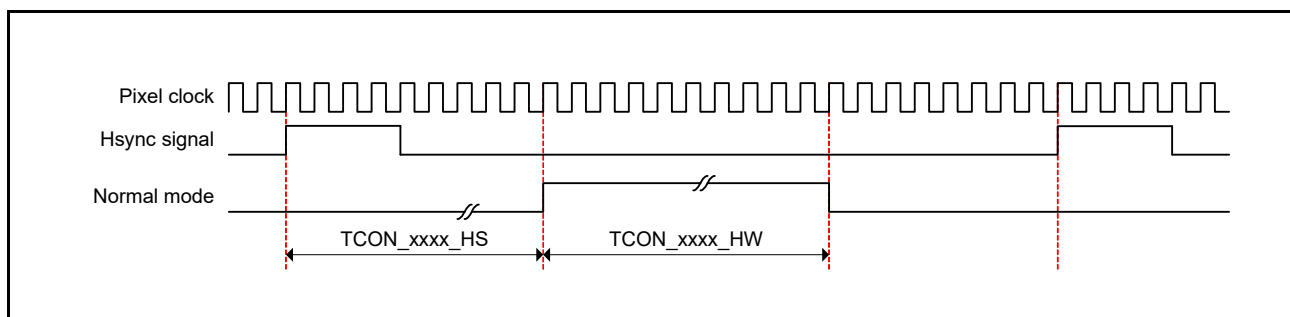 Pixel clock
Hsync signal
Normal mode
TCON_xxxx_HS TCON_xxxx_HW